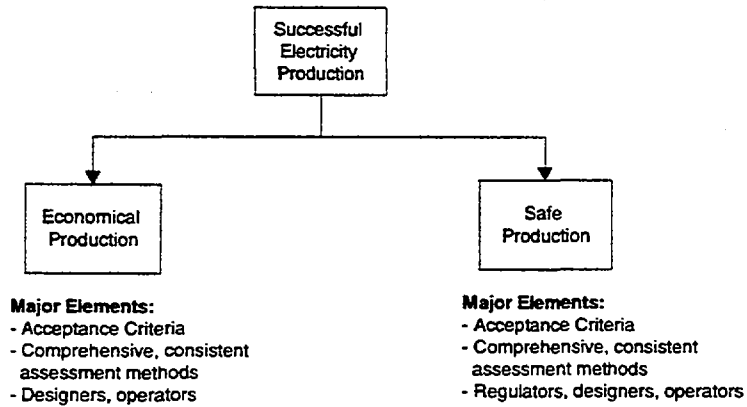 Successful
Electricity
Production
Economical
Production
Safe
Production
Major Elements:
- Acceptance Criteria
- Comprehensive, consistent
assessment methods
- Designers, operators
Major Elements:
- Acceptance Criteria
- Comprehensive, consistent
assessment methods
- Regulators, designers, operators